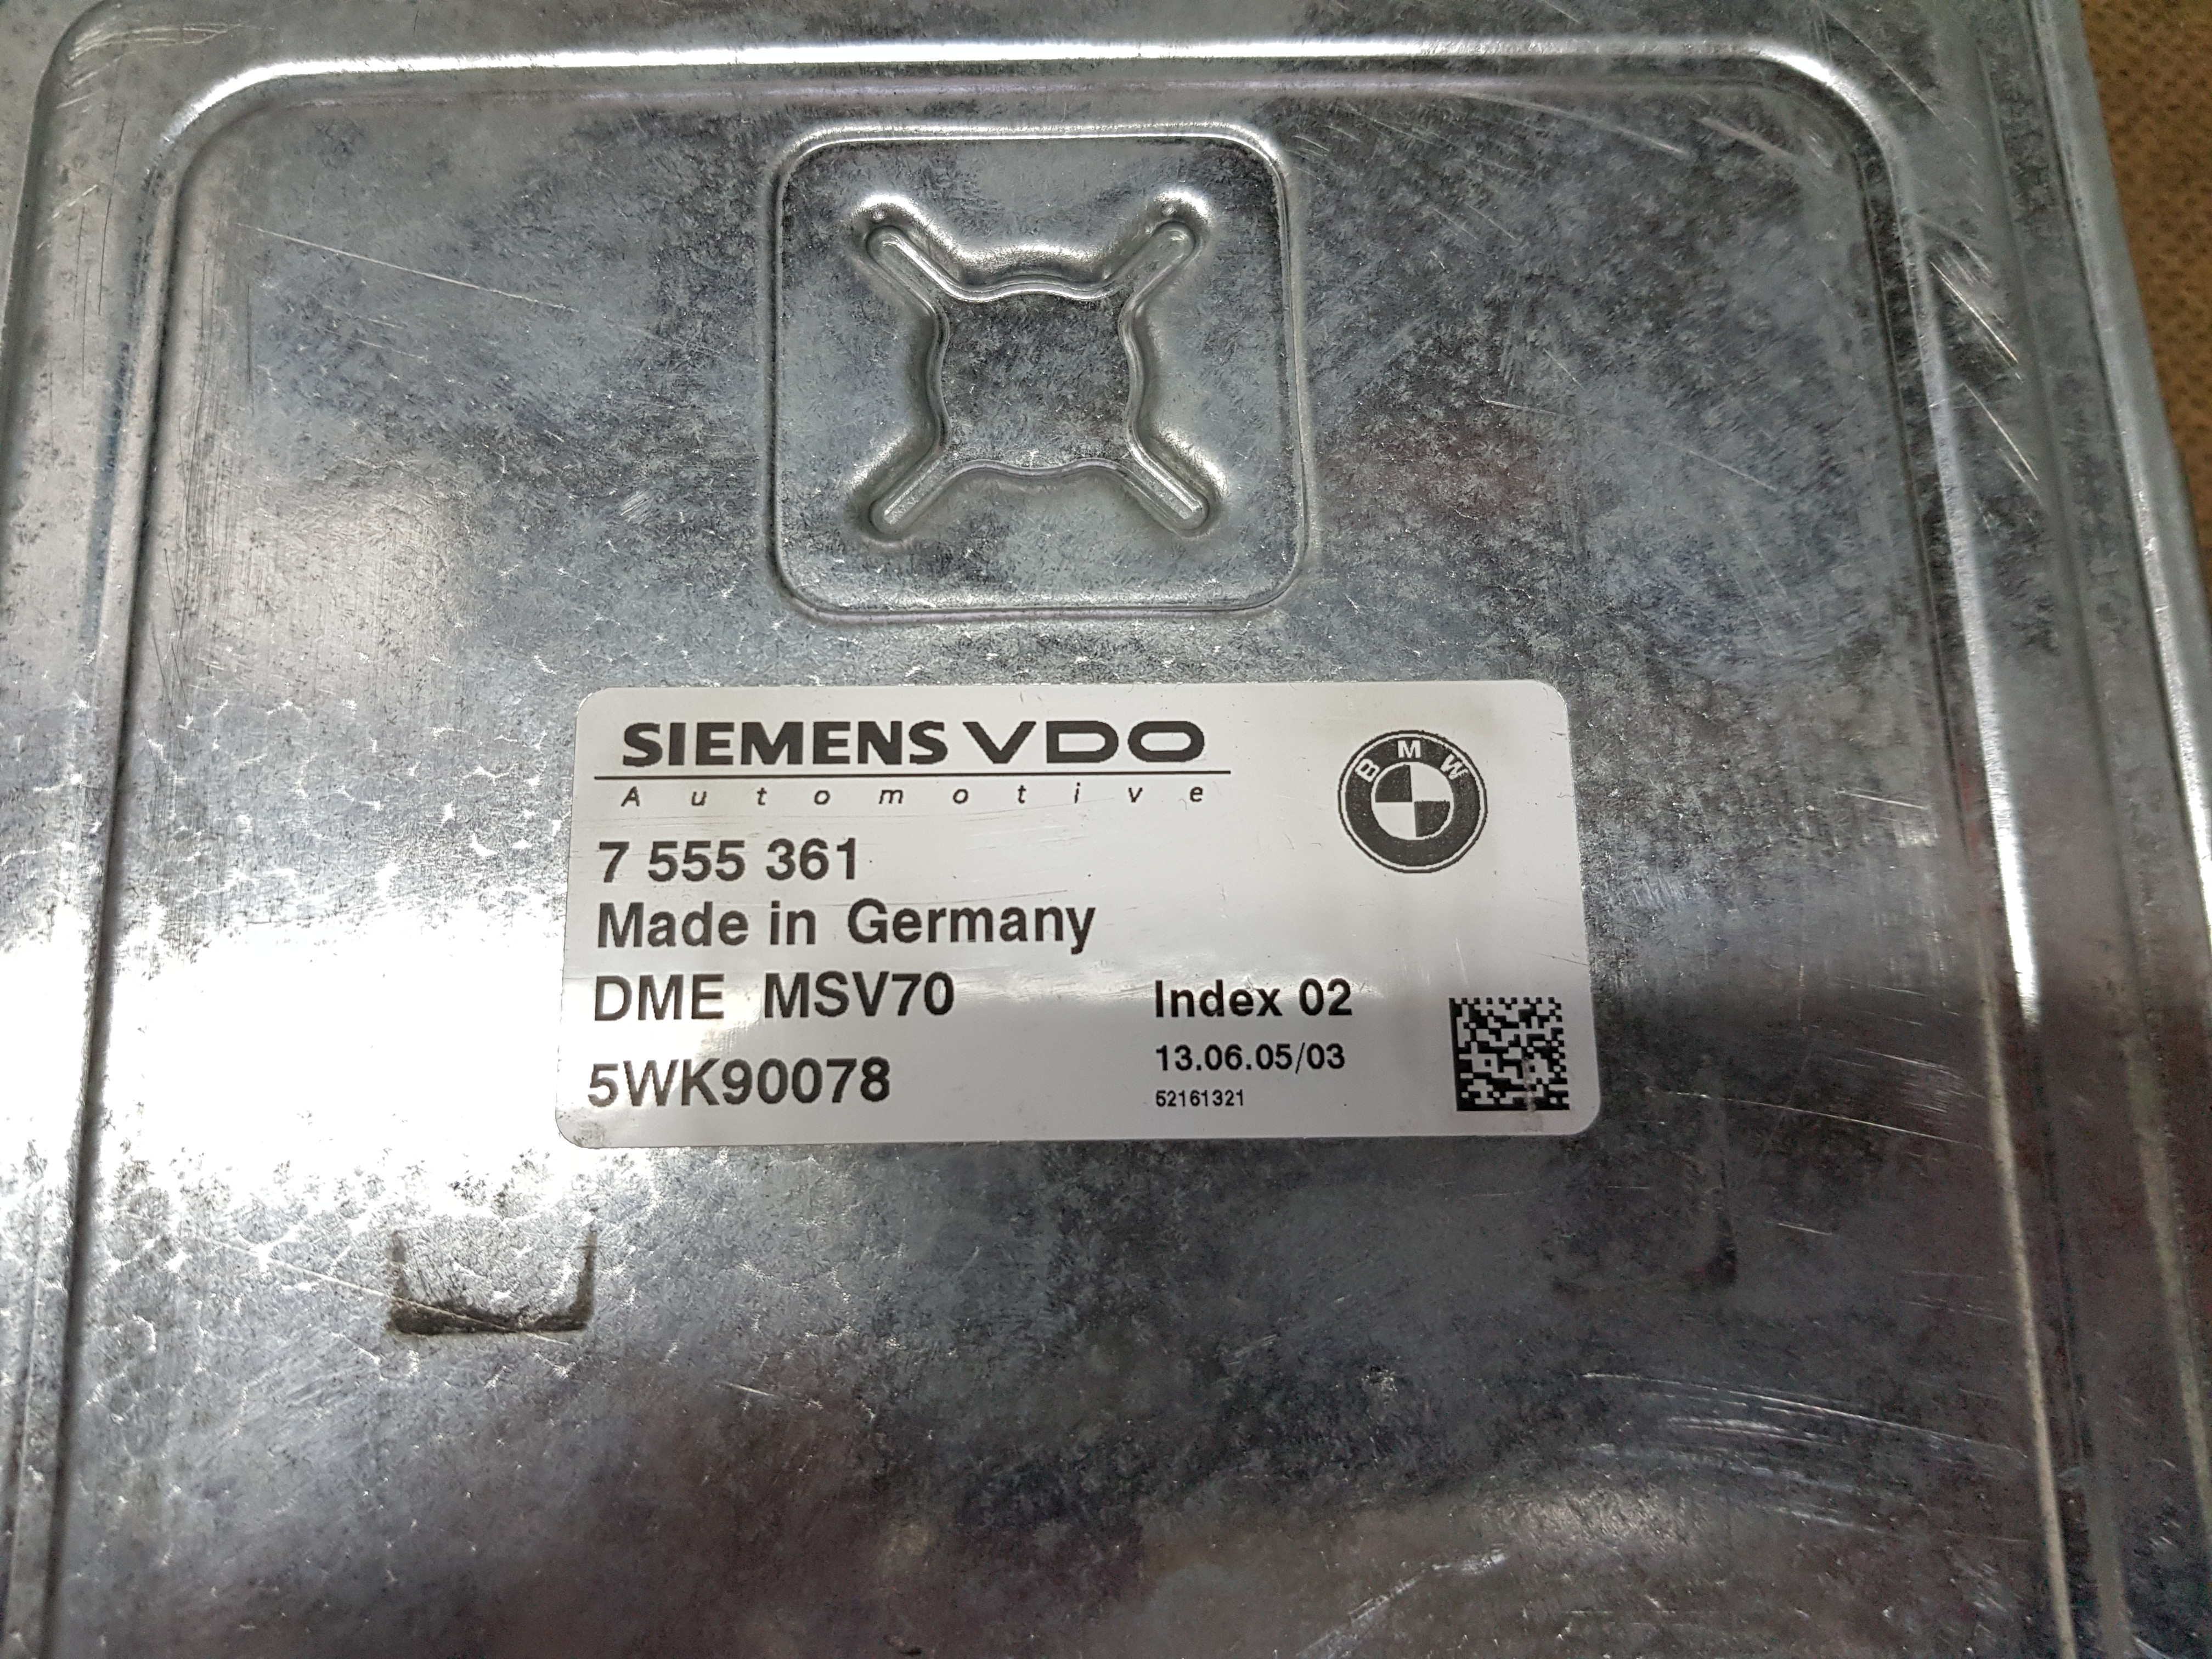 SIEMENS VDO
Automotive
BMW
7 555 361
Made in Germany
DME MSV70
Index 02
5WK90078
13.06.05/03
52161321